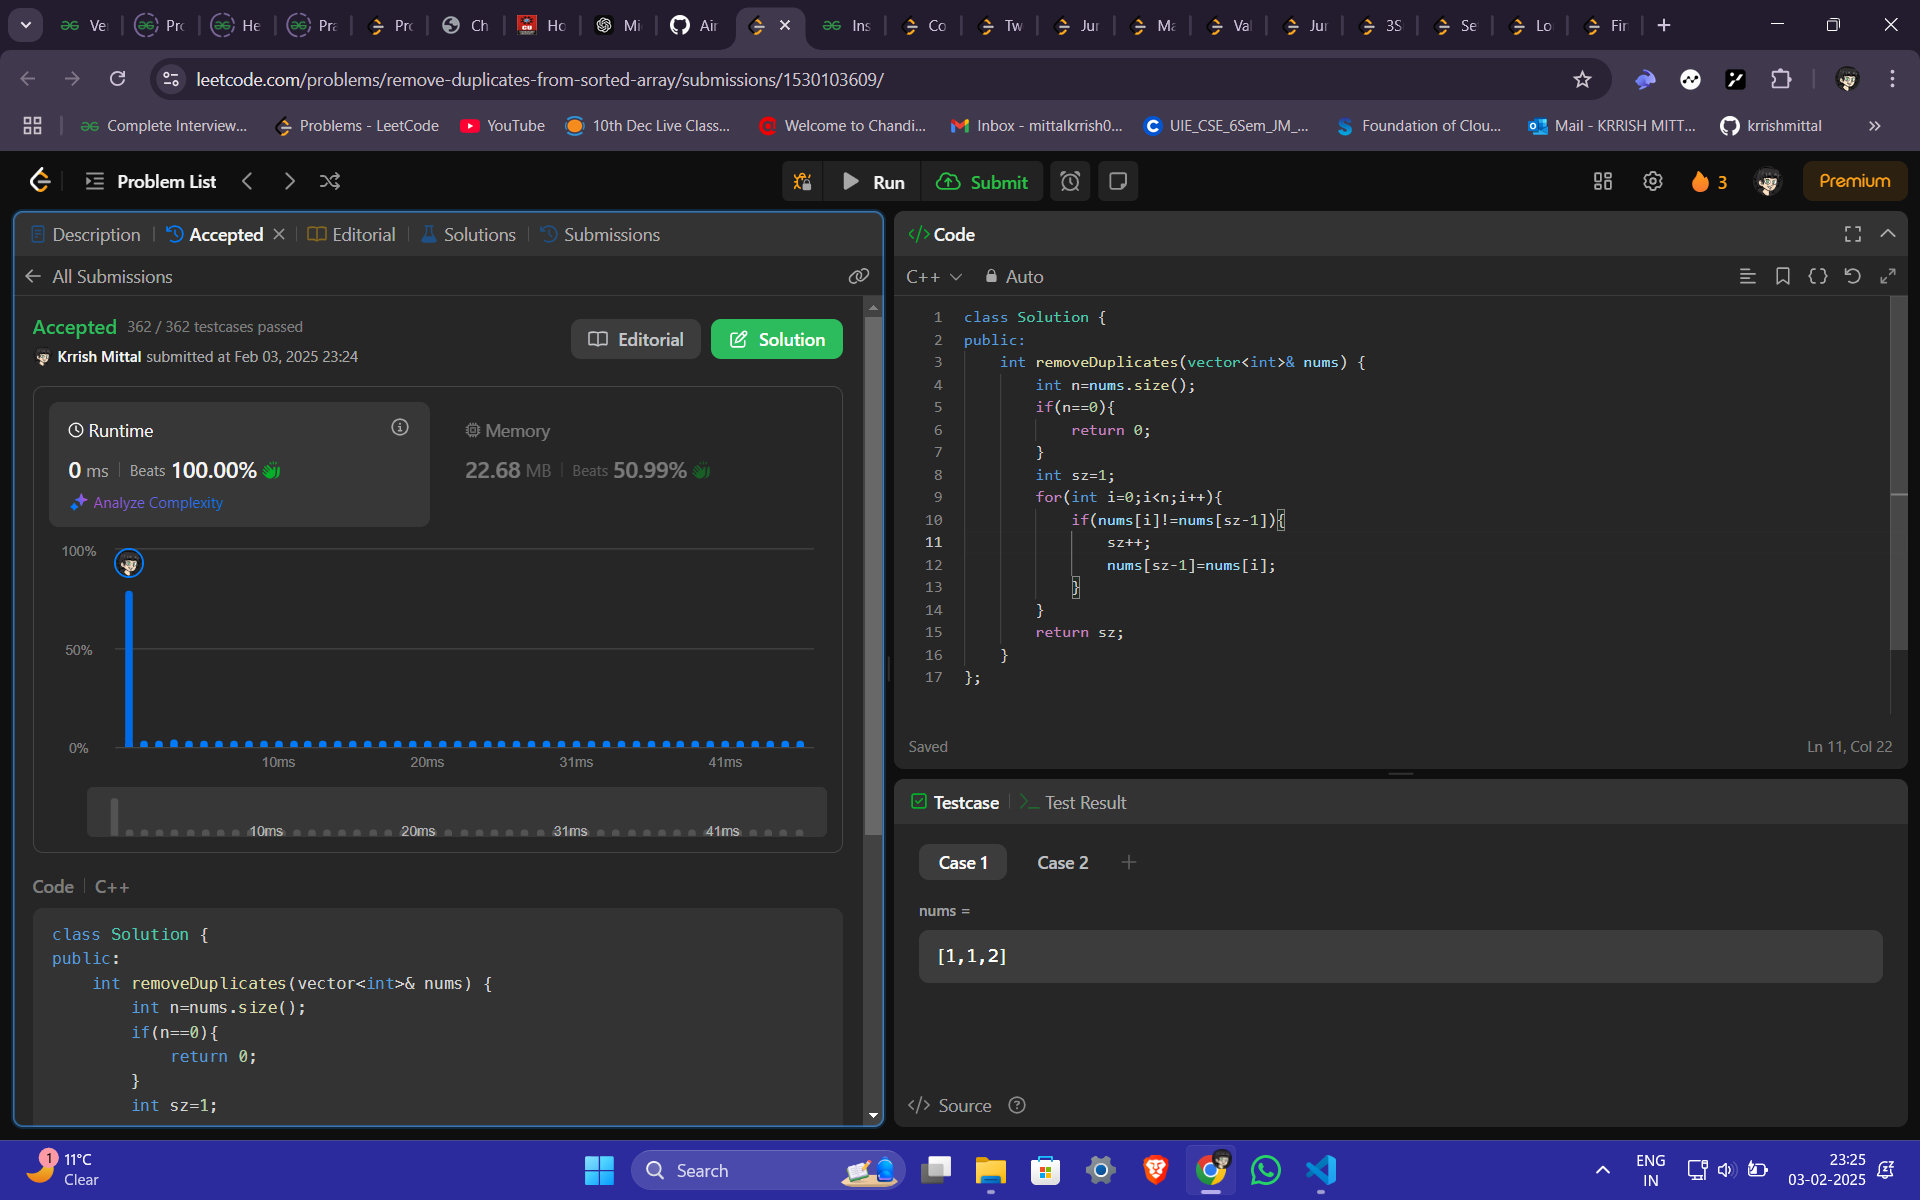 Ve
Pro
He
Pra
Pro
Ch
Ho
Mi
Air
Ins
Co
Tw
Jur
Ma
Val
Jur
3S
Se
Lo
Fir
leetcode.com/problems/remove-duplicates-from-sorted-array/submissions/1530103609/
Complete Interview...
Problems - LeetCode
YouTube
10th Dec Live Class...
Welcome to Chandi...
Inbox - mittalkrrish0...
UIE_CSE_6Sem_JM_...
Foundation of Clou...
Mail - KRRISH MITT...
krrishmittal
Problem List
Run
Submit
3
Premium
Description
Accepted
Editorial
Solutions
Submissions
All Submissions
Accepted 362 / 362 testcases passed
Krrish Mittal submitted at Feb 03, 2025 23:24
Editorial
Solution
Runtime
0 ms Beats 100.00%
Analyze Complexity
Memory
22.68 MB Beats 50.99%
100%
50%
0%
10ms 20ms 31ms 41ms
10ms 20ms 31ms 41ms
Code C++
class Solution {
public:
int removeDuplicates(vector<int>& nums) {
int n=nums.size();
if(n==0){
return 0;
}
int sz=1;
</> Code
C++ Auto
1 class Solution {
2 public:
3 int removeDuplicates(vector<int>& nums) {
4 int n=nums.size();
5 if(n==0){
6 return 0;
7 }
8 int sz=1;
9 for(int i=0;i<n;i++){
10 if(nums[i]!=nums[sz-1]){
11 sz++;
12 nums[sz-1]=nums[i];
13 }
14 }
15 return sz;
16 }
17 };
Saved
Ln 11, Col 22
Testcase
Test Result
Case 1
Case 2
nums =
[1,1,2]
</> Source
1
11°C
Clear
Search
ENG
IN
23:25
03-02-2025